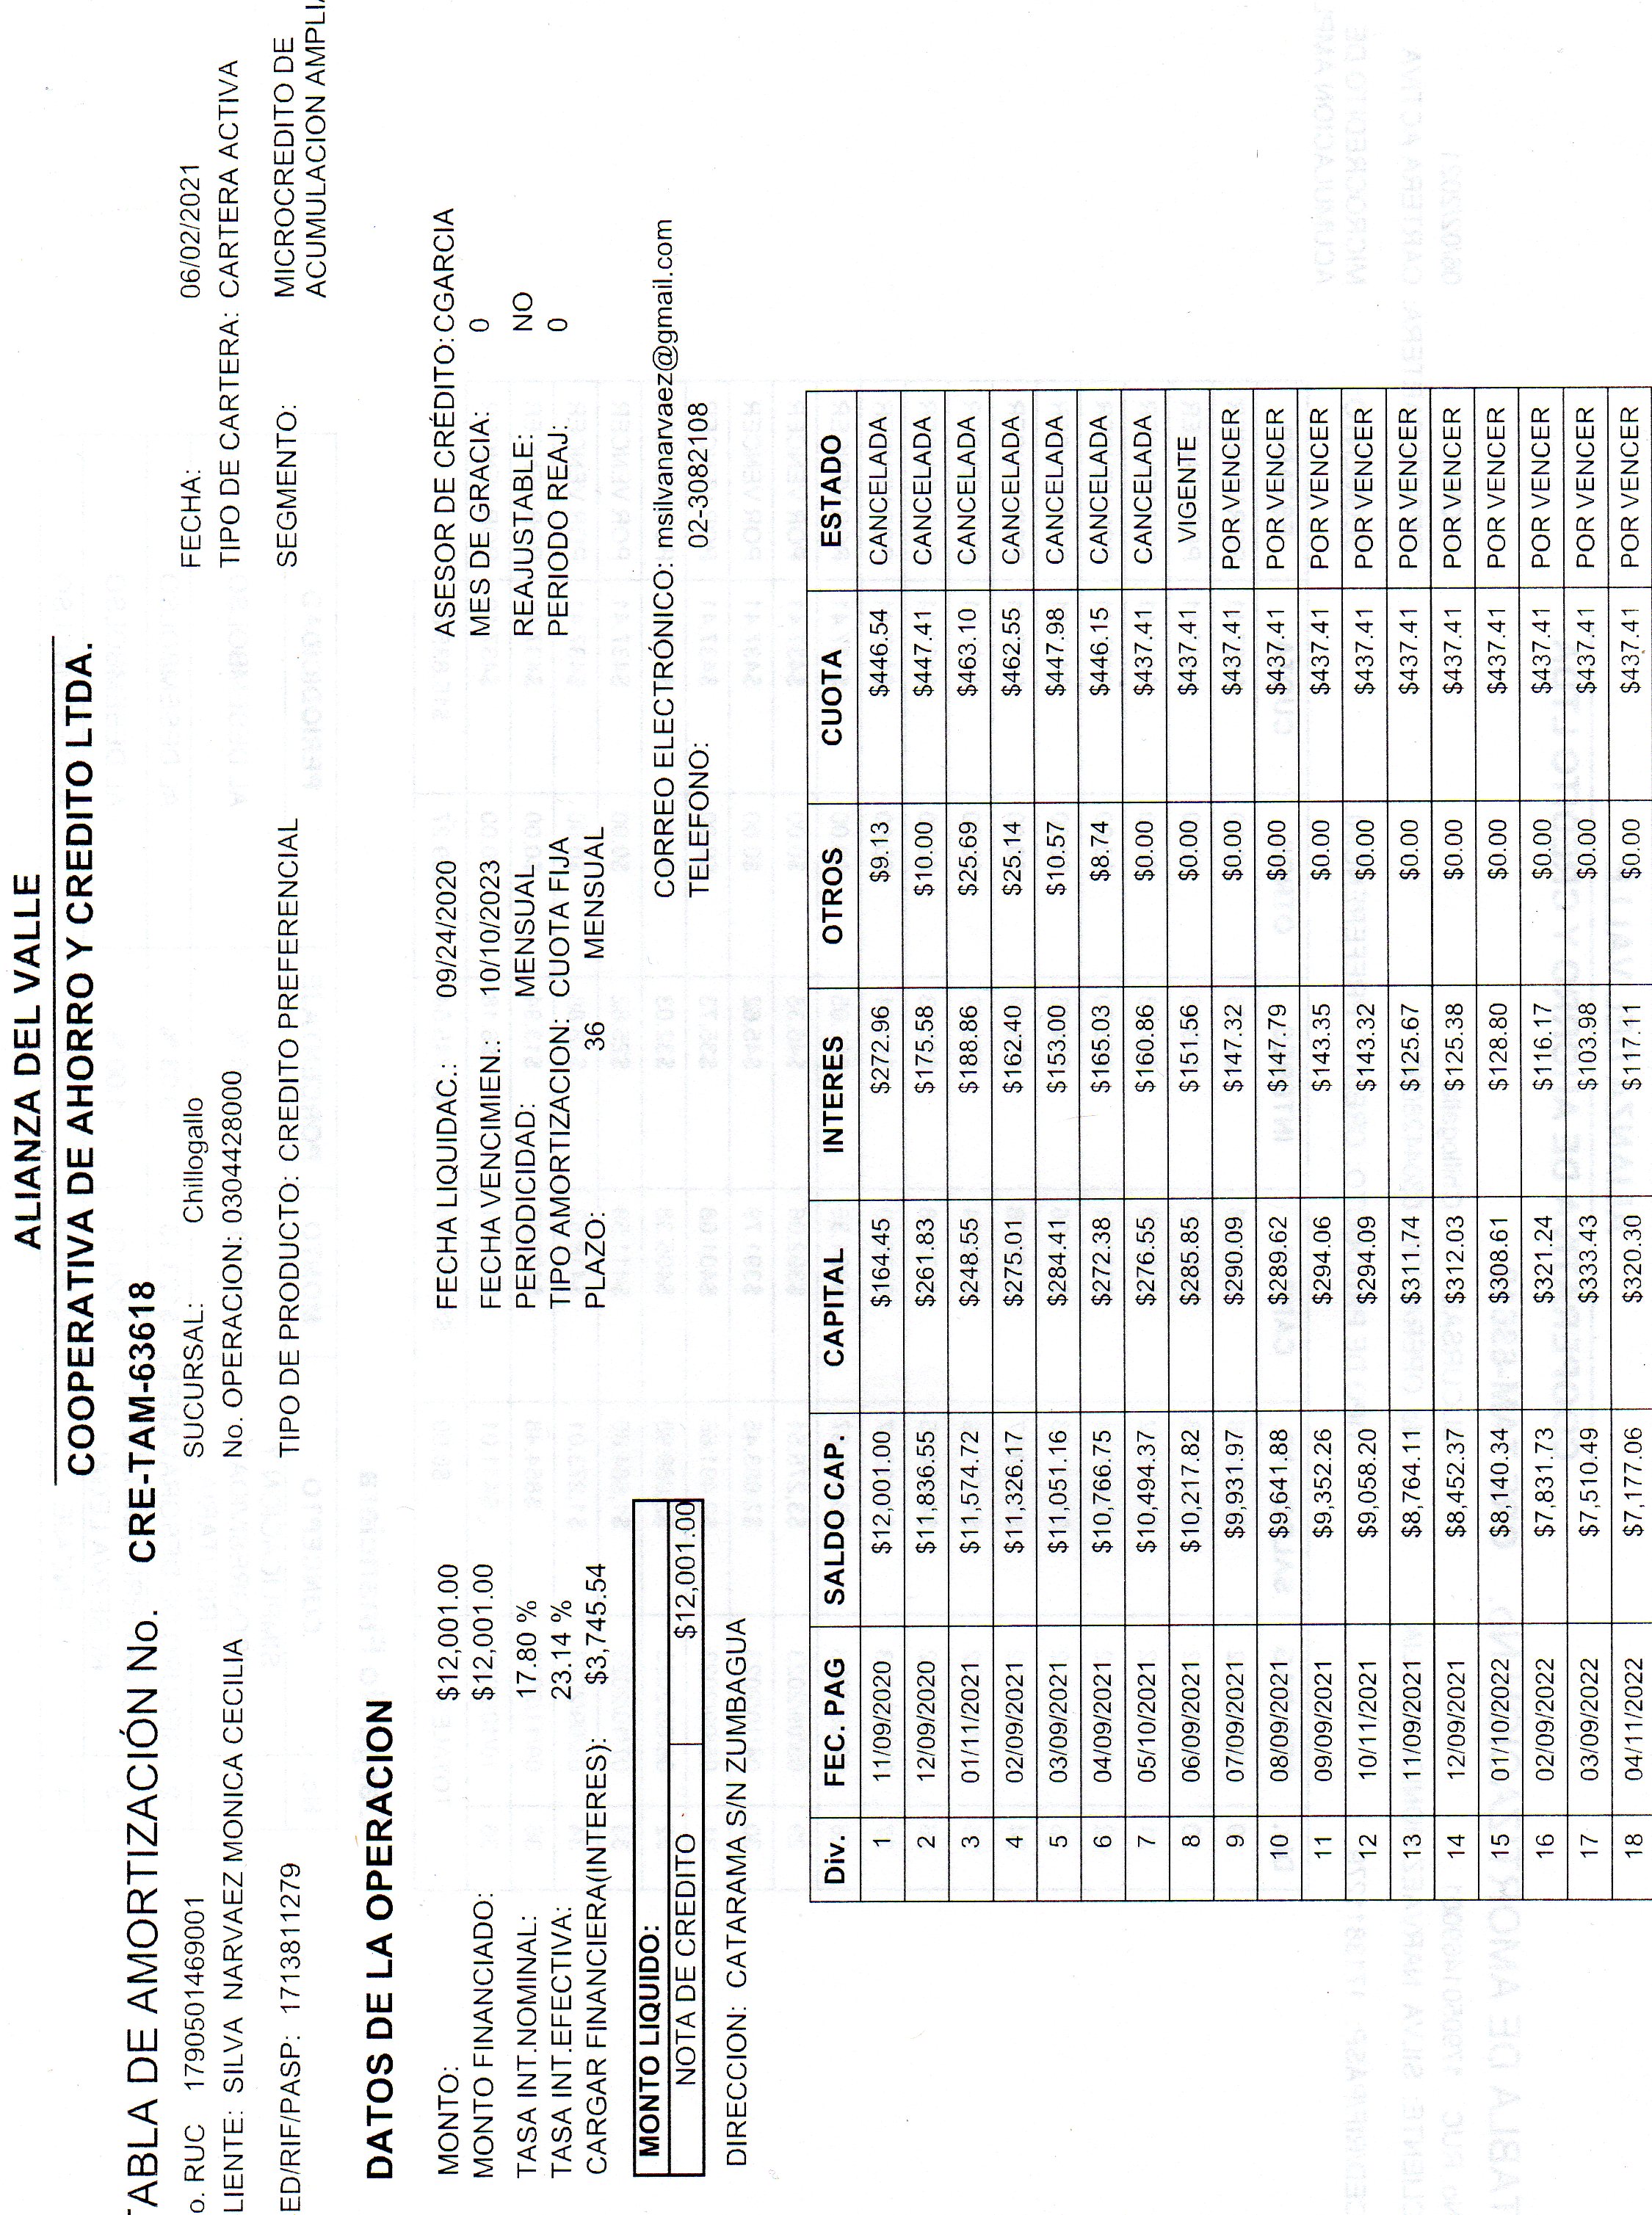 ALIANZA DEL VALLE
COOPERATIVA DE AHORRO Y CREDITO LTDA.
TABLA DE AMORTIZACIÓN No. CRE-TAM-63618
o. RUC 1790501469001 SUCURSAL: Chillogallo FECHA: 06/02/2021
LIENTE: SILVA NARVAEZ MONICA CECILIA No. OPERACION: 0304428000 TIPO DE CARTERA: CARTERA ACTIVA
ED/RIF/PASP: 1713811279 TIPO DE PRODUCTO: CREDITO PREFERENCIAL SEGMENTO: MICROCREDITO DE
ACUMULACION AMPLIA
DATOS DE LA OPERACION
MONTO: $12,001.00 FECHA LIQUIDAC.: 09/24/2020 ASESOR DE CRÉDITO: CGARCIA
MONTO FINANCIADO: $12,001.00 FECHA VENCIMIEN.: 10/10/2023 MES DE GRACIA: 0
TASA INT.NOMINAL: 17.80 % PERIODICIDAD: MENSUAL REAJUSTABLE: NO
TASA INT.EFECTIVA: 23.14 % TIPO AMORTIZACION: CUOTA FIJA PERIODO REAJ: 0
CARGAR FINANCIERA(INTERES): $3,745.54 PLAZO: 36 MENSUAL
MONTO LIQUIDO:
NOTA DE CREDITO $12,001.00
CORREO ELECTRÓNICO: msilvanarvaez@gmail.com
TELEFONO: 02-3082108
DIRECCION: CATARAMA S/N ZUMBAGUA
Div. FEC. PAG SALDO CAP. CAPITAL INTERES OTROS CUOTA ESTADO
1 11/09/2020 $12,001.00 $164.45 $272.96 $9.13 $446.54 CANCELADA
2 12/09/2020 $11,836.55 $261.83 $175.58 $10.00 $447.41 CANCELADA
3 01/11/2021 $11,574.72 $248.55 $188.86 $25.69 $463.10 CANCELADA
4 02/09/2021 $11,326.17 $275.01 $162.40 $25.14 $462.55 CANCELADA
5 03/09/2021 $11,051.16 $284.41 $153.00 $10.57 $447.98 CANCELADA
6 04/09/2021 $10,766.75 $272.38 $165.03 $8.74 $446.15 CANCELADA
7 05/10/2021 $10,494.37 $276.55 $160.86 $0.00 $437.41 CANCELADA
8 06/09/2021 $10,217.82 $285.85 $151.56 $0.00 $437.41 VIGENTE
9 07/09/2021 $9,931.97 $290.09 $147.32 $0.00 $437.41 POR VENCER
10 08/09/2021 $9,641.88 $289.62 $147.79 $0.00 $437.41 POR VENCER
11 09/09/2021 $9,352.26 $294.06 $143.35 $0.00 $437.41 POR VENCER
12 10/11/2021 $9,058.20 $294.09 $143.32 $0.00 $437.41 POR VENCER
13 11/09/2021 $8,764.11 $311.74 $125.67 $0.00 $437.41 POR VENCER
14 12/09/2021 $8,452.37 $312.03 $125.38 $0.00 $437.41 POR VENCER
15 01/10/2022 $8,140.34 $308.61 $128.80 $0.00 $437.41 POR VENCER
16 02/09/2022 $7,831.73 $321.24 $116.17 $0.00 $437.41 POR VENCER
17 03/09/2022 $7,510.49 $333.43 $103.98 $0.00 $437.41 POR VENCER
18 04/11/2022 $7,177.06 $320.30 $117.11 $0.00 $437.41 POR VENCER